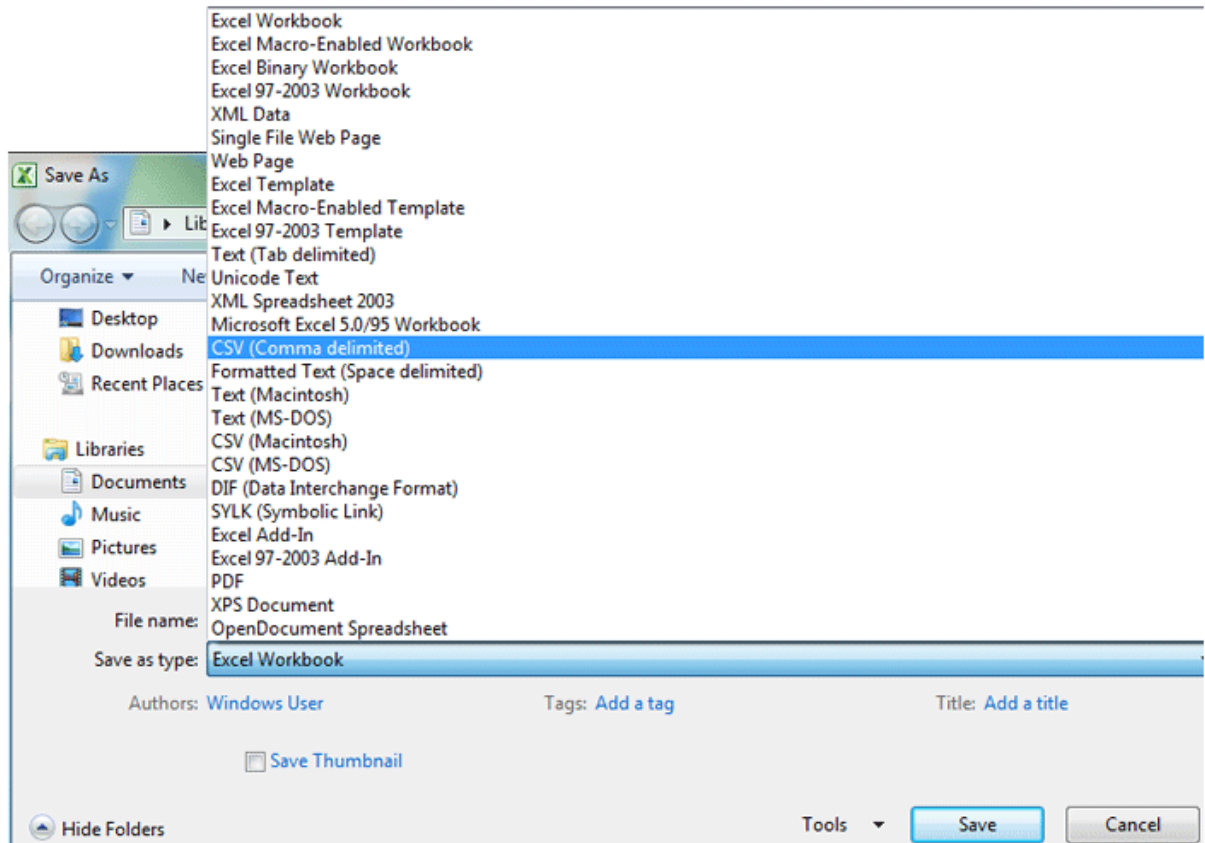 Excel Workbook
Excel Macro-Enabled Workbook
Excel Binary Workbook
Excel 97-2003 Workbook
XML Data
Single File Web Page
Web Page
Excel Template
Excel Macro-Enabled Template
Excel 97-2003 Template
Text (Tab delimited)
Unicode Text
XML Spreadsheet 2003
Microsoft Excel 5.0/95 Workbook
CSV (Comma delimited)
Formatted Text (Space delimited)
Text (Macintosh)
Text (MS-DOS)
CSV (Macintosh)
CSV (MS-DOS)
DIF (Data Interchange Format)
SYLK (Symbolic Link)
Excel Add-In
Excel 97-2003 Add-In
PDF
XPS Document
OpenDocument Spreadsheet
Save As
Lib
Organize Ne
Desktop
Downloads
Recent Places
Libraries
Documents
Music
Pictures
Videos
File name:
Save as type: Excel Workbook
Authors: Windows User Tags: Add a tag Title: Add a title
Save Thumbnail
Hide Folders Tools Save Cancel